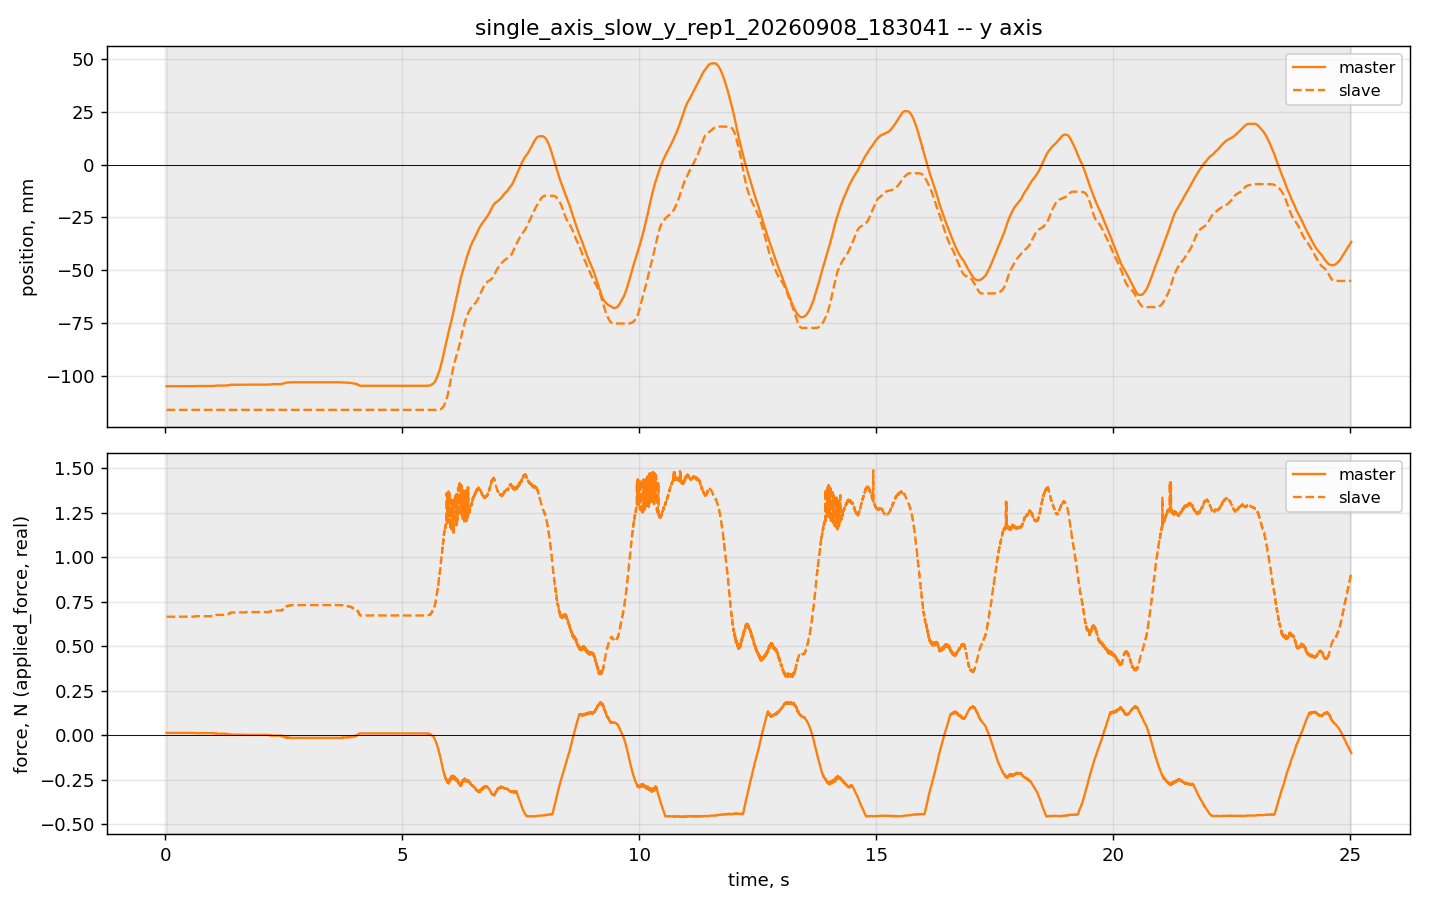 single_axis_slow_y_rep1_20260908_183041 -- y axis
50
25
0
−25
−50
−75
−100
position, mm
master
slave
1.50
1.25
1.00
0.75
0.50
0.25
0.00
−0.25
−0.50
force, N (applied_force, real)
master
slave
0
5
10
15
20
25
time, s